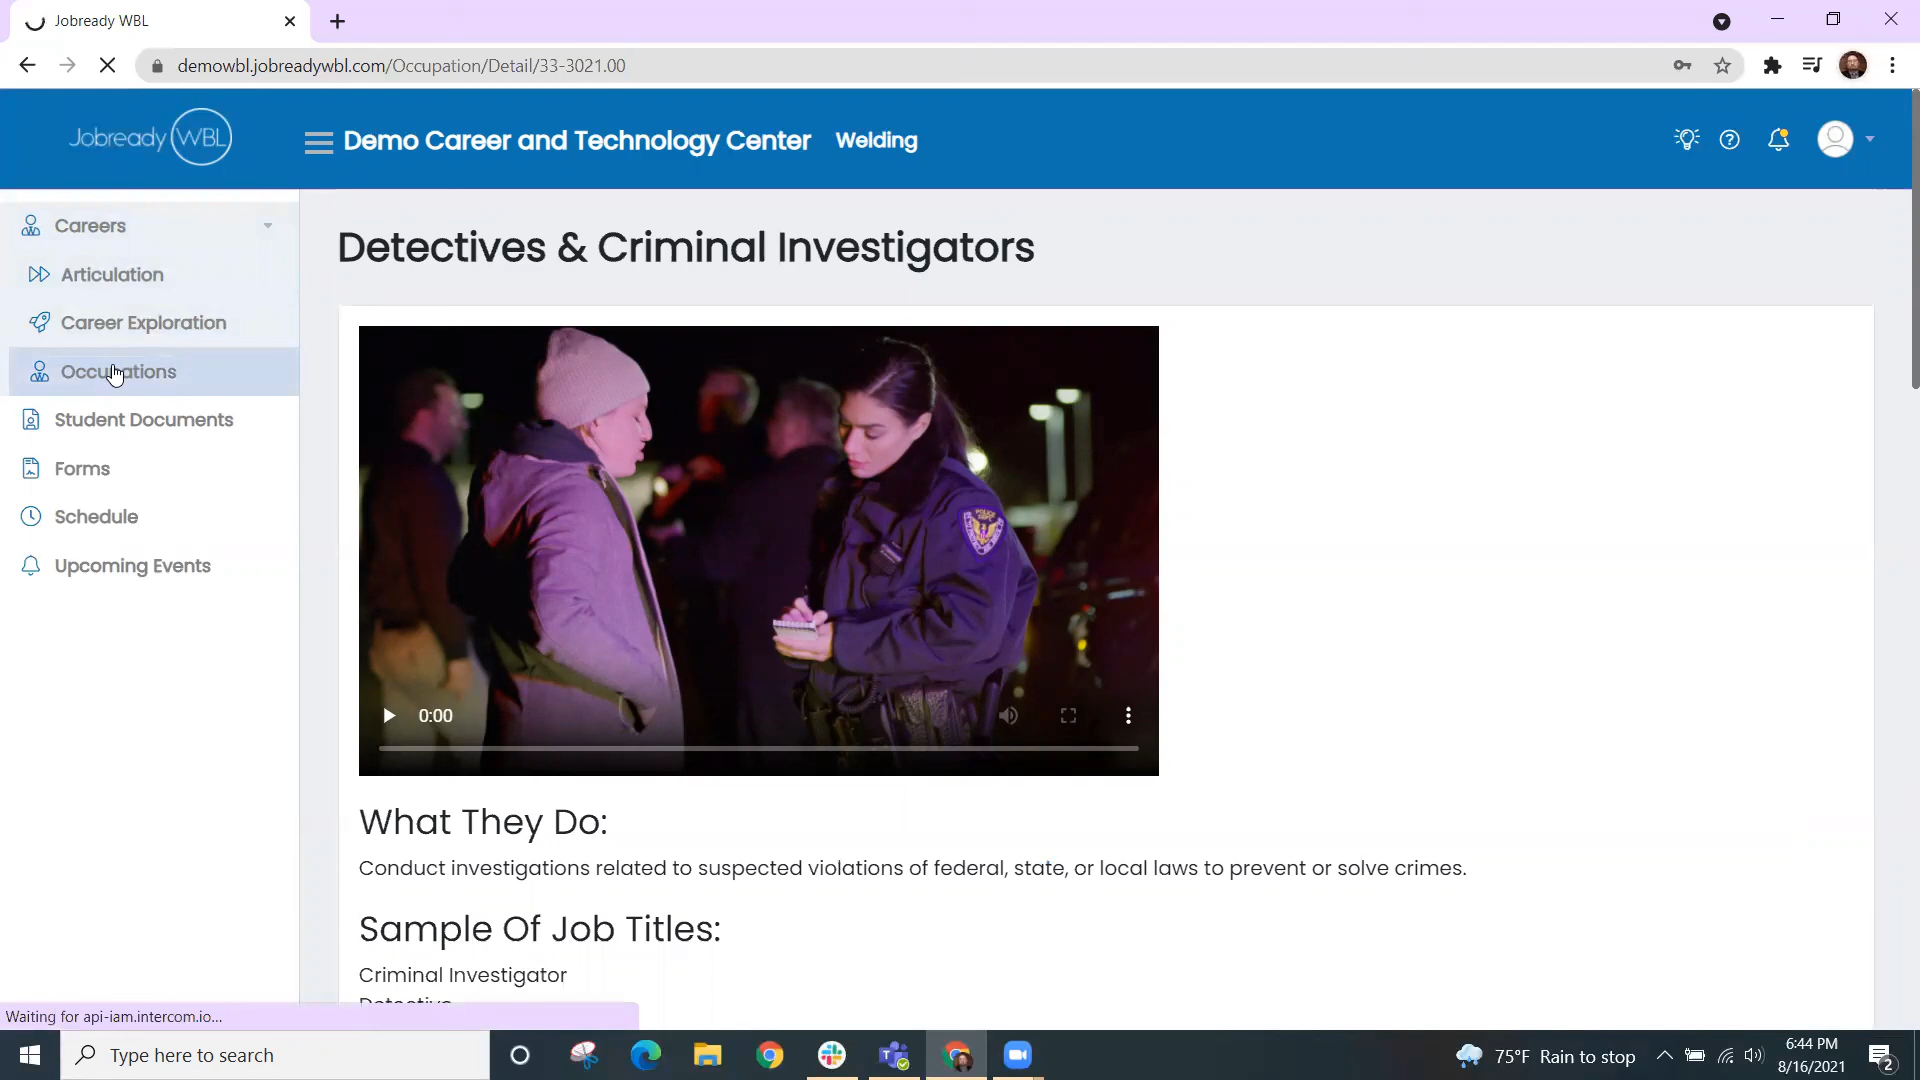 Jobready WBL
demowbl.jobreadywbl.com/Occupation/Detail/33-3021.00
Jobready WBL
Demo Career and Technology Center Welding
Careers
Articulation
Career Exploration
Occupations
Student Documents
Forms
Schedule
Upcoming Events
Detectives & Criminal Investigators
POLICE
0:00
What They Do:
Conduct investigations related to suspected violations of federal, state, or local laws to prevent or solve crimes.
Sample Of Job Titles:
Criminal Investigator
Detective
Waiting for api-iam.intercom.io...
Type here to search
75°F Rain to stop
6:44 PM
8/16/2021
2